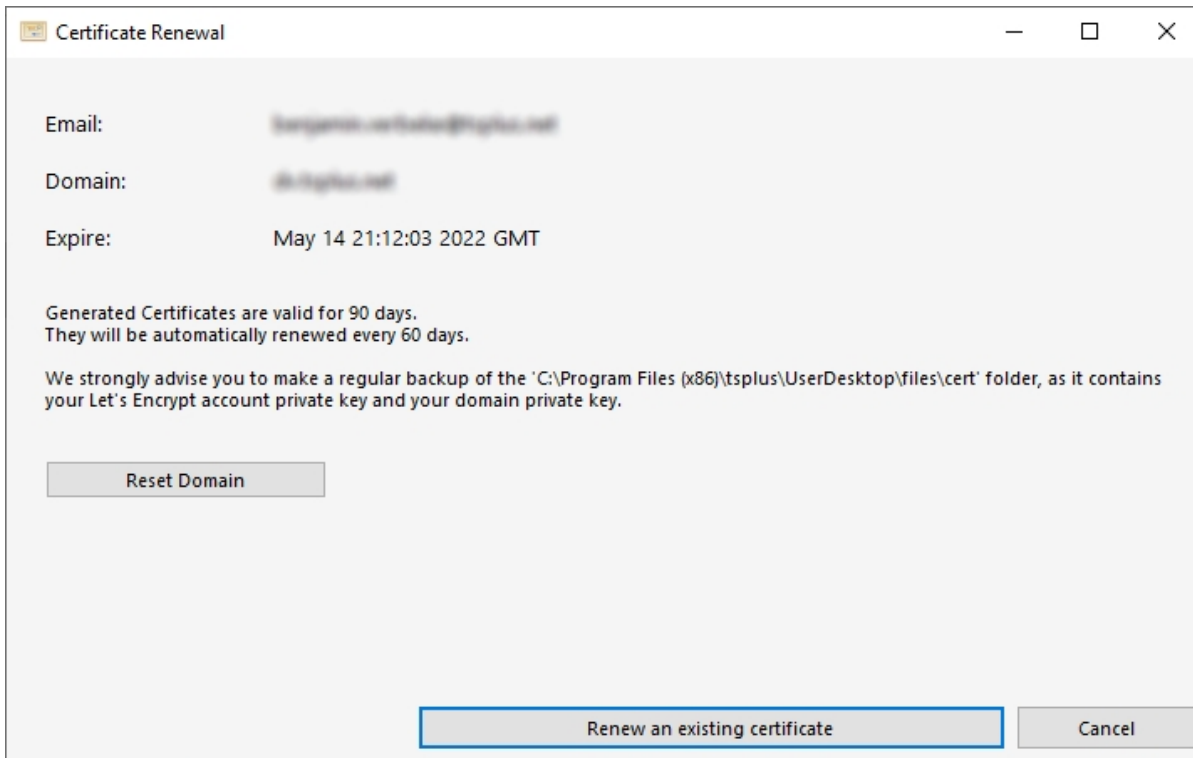 Certificate Renewal
Email:
Domain:
Expire: May 14 21:12:03 2022 GMT
Generated Certificates are valid for 90 days.
They will be automatically renewed every 60 days.
We strongly advise you to make a regular backup of the 'C:\Program Files (x86)\tsplus\UserDesktop\files\cert' folder, as it contains
your Let's Encrypt account private key and your domain private key.
Reset Domain
Renew an existing certificate Cancel